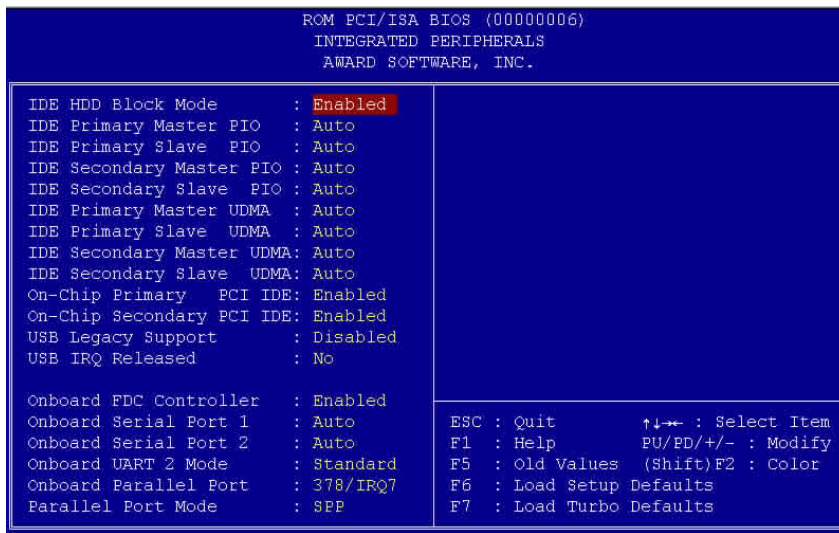 ROM PCI/ISA BIOS (00000006)
INTEGRATED PERIPHERALS
AWARD SOFTWARE, INC.
IDE HDD Block Mode : Enabled
IDE Primary Master PIO : Auto
IDE Primary Slave PIO : Auto
IDE Secondary Master PIO : Auto
IDE Secondary Slave PIO : Auto
IDE Primary Master UDMA : Auto
IDE Primary Slave UDMA : Auto
IDE Secondary Master UDMA: Auto
IDE Secondary Slave UDMA: Auto
On-Chip Primary PCI IDE: Enabled
On-Chip Secondary PCI IDE: Enabled
USB Legacy Support : Disabled
USB IRQ Released : No
Onboard FDC Controller : Enabled
Onboard Serial Port 1 : Auto
Onboard Serial Port 2 : Auto
Onboard UART 2 Mode : Standard
Onboard Parallel Port : 378/IRQ7
Parallel Port Mode : SPP
ESC : Quit ↑↓→← : Select Item
F1 : Help PU/PD/+/- : Modify
F5 : Old Values (Shift)F2 : Color
F6 : Load Setup Defaults
F7 : Load Turbo Defaults